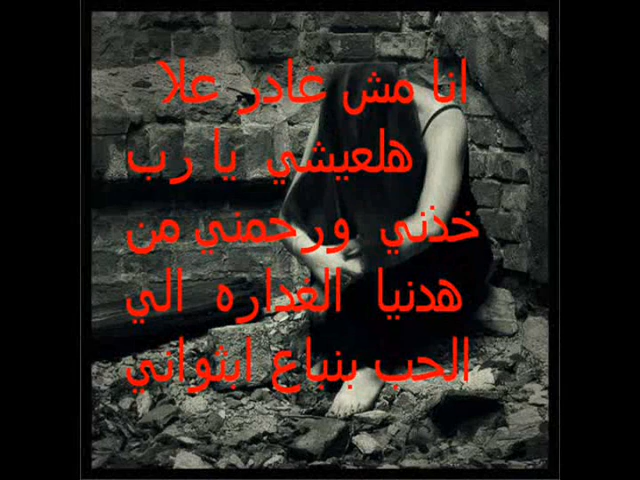 انا مش غادر علا
هلعيشي يا رب
خذني ورحمني من
هدنيا الغداره الي
الحب بنباع ابثواني